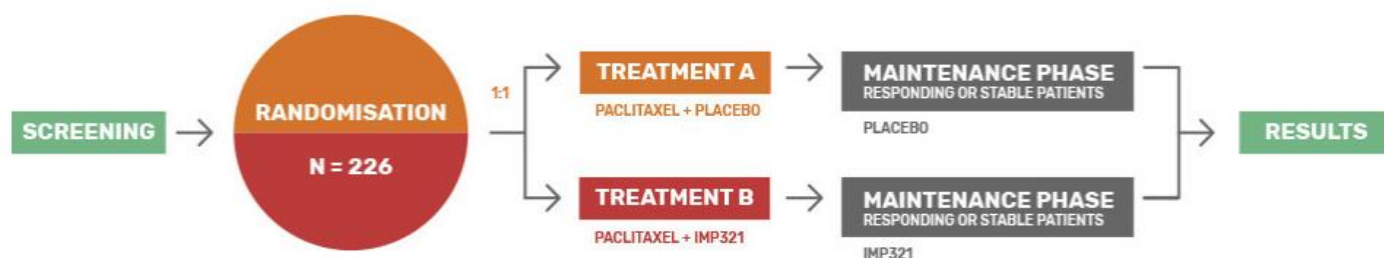 SCREENING
RANDOMISATION
N = 226
1:1
TREATMENT A
PACLITAXEL + PLACEBO
MAINTENANCE PHASE
RESPONDING OR STABLE PATIENTS
PLACEBO
TREATMENT B
PACLITAXEL + IMP321
MAINTENANCE PHASE
RESPONDING OR STABLE PATIENTS
IMP321
RESULTS